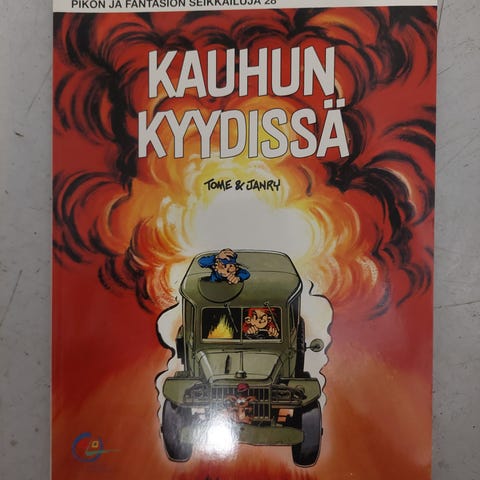 PIKON JA FANTASION SEIKKAILUJA 28
KAUHUN
KYYDISSÄ
TOME & JANRY